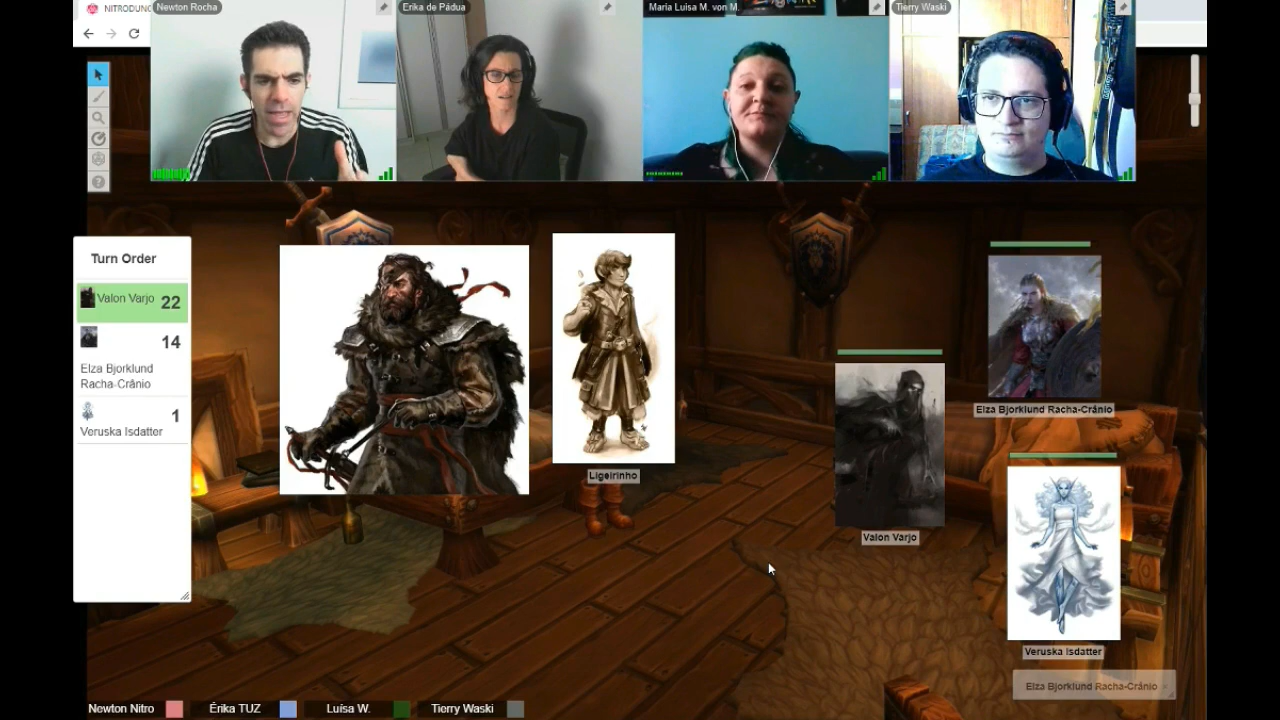 NITRODUNG
Newton Rocha
Erika de Pádua
Maria Luisa M. von M.
Tierry Waski
Turn Order
Valon Varjo 22
14
Elza Bjorklund
Racha-Crânio
1
Veruska Isdatter
Ligeirinho
Valon Varjo
Elza Bjorklund Racha-Crânio
Veruska Isdatter
Elza Bjorklund Racha-Crânio
Newton Nitro
Érika TUZ
Luísa W.
Tierry Waski